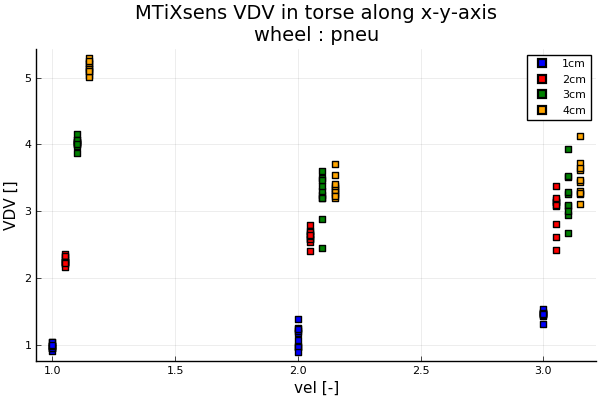 MTiXsens VDV in torse along x-y-axis
wheel : pneu
1cm
2cm
3cm
4cm
VDV []
5
4
3
2
1
1.0 1.5 2.0 2.5 3.0
vel [-]